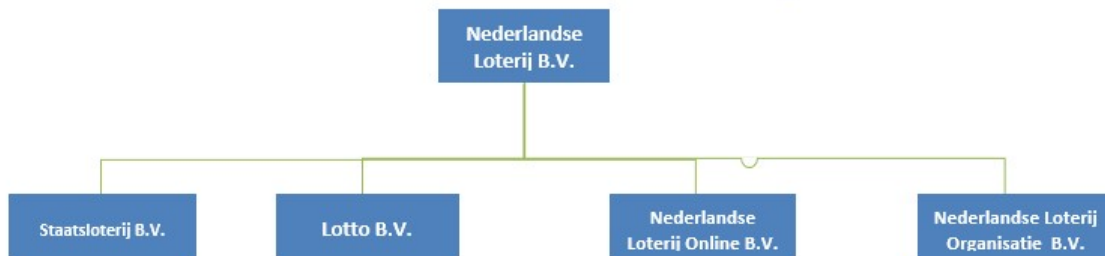 Nederlandse
Loterij B.V.
Staatsloterij B.V.
Lotto B.V.
Nederlandse
Loterij Online B.V.
Nederlandse Loterij
Organisatie B.V.